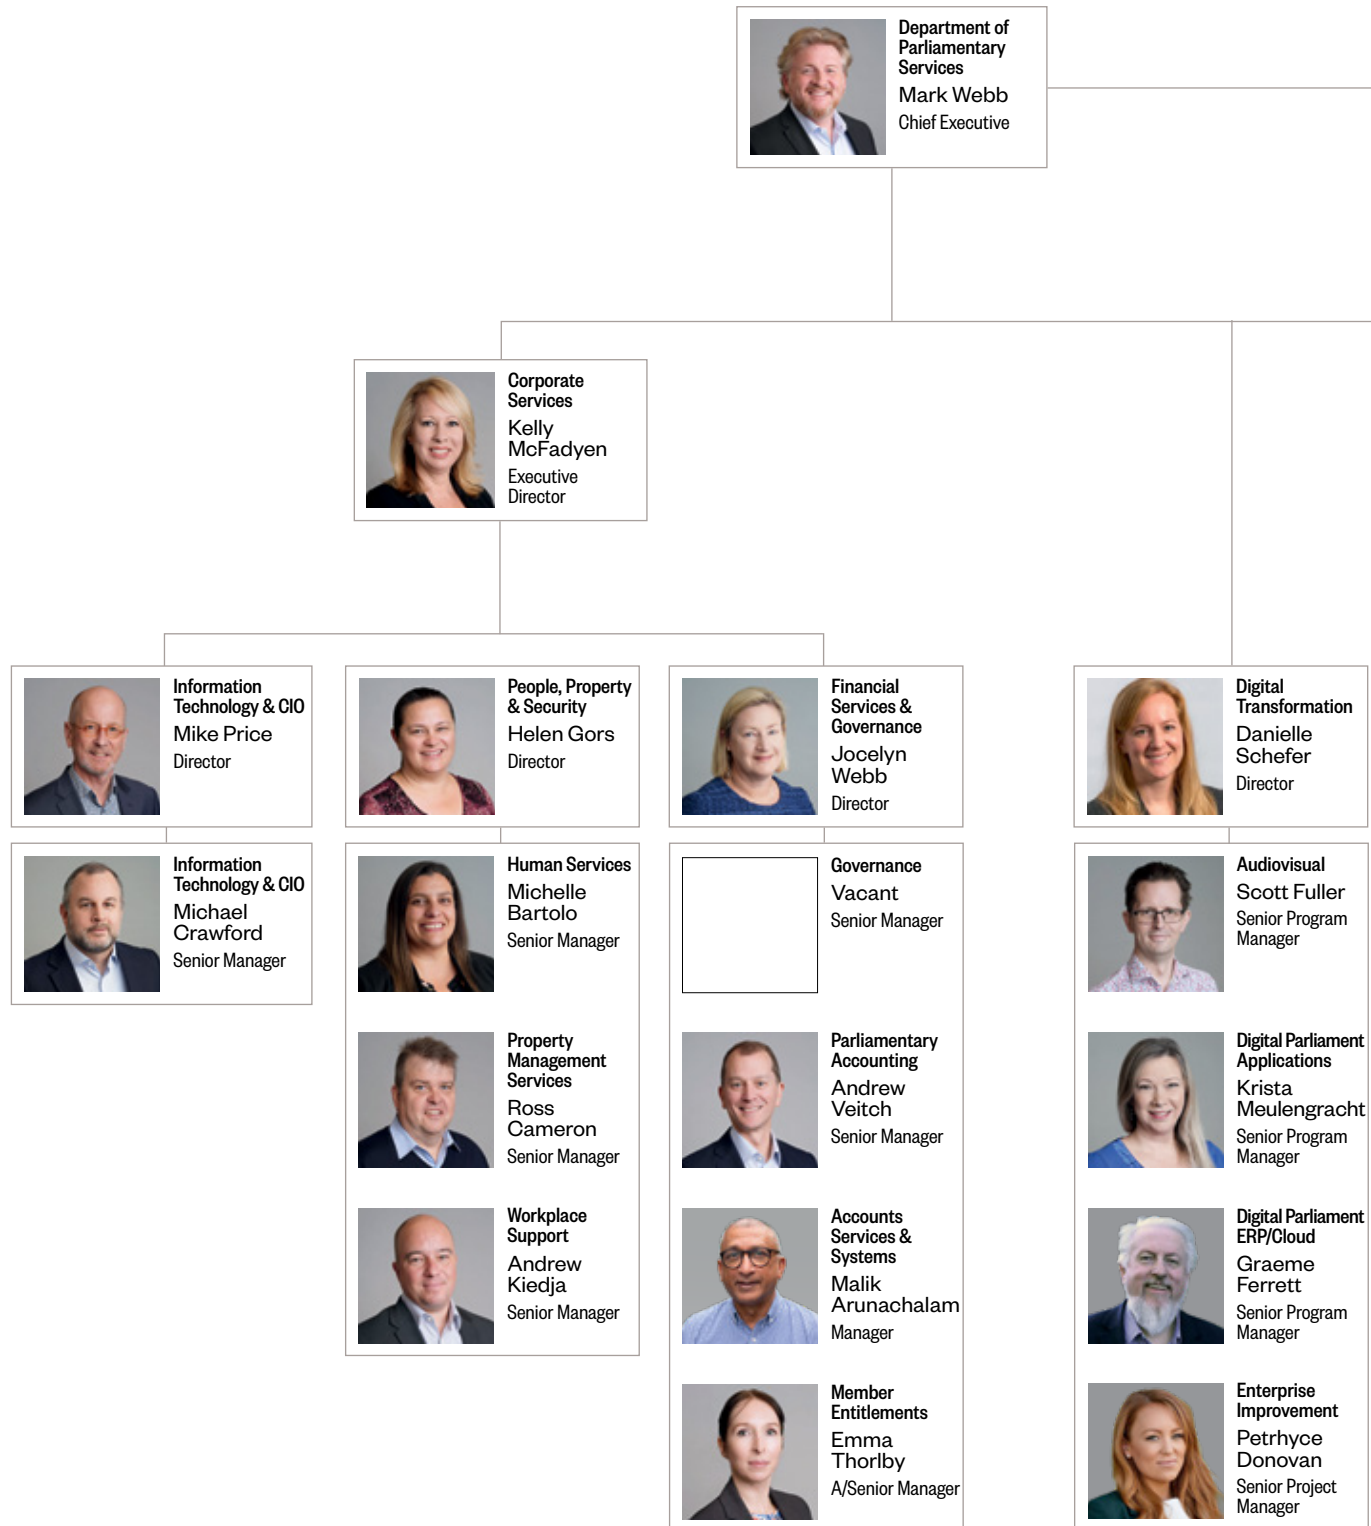 Department of
Parliamentary
Services
Mark Webb
Chief Executive
Corporate
Services
Kelly
McFadyen
Executive
Director
Information
Technology & CIO
Mike Price
Director
People, Property
& Security
Helen Gors
Director
Financial
Services &
Governance
Jocelyn
Webb
Director
Digital
Transformation
Danielle
Schefer
Director
Information
Technology & CIO
Michael
Crawford
Senior Manager
Human Services
Michelle
Bartolo
Senior Manager
Property
Management
Services
Ross
Cameron
Senior Manager
Workplace
Support
Andrew
Kiedja
Senior Manager
Governance
Vacant
Senior Manager
Parliamentary
Accounting
Andrew
Veitch
Senior Manager
Accounts
Services &
Systems
Malik
Arunachalam
Manager
Member
Entitlements
Emma
Thorlby
A/Senior Manager
Audiovisual
Scott Fuller
Senior Program
Manager
Digital Parliament
Applications
Krista
Meulengracht
Senior Program
Manager
Digital Parliament
ERP/Cloud
Graeme
Ferrett
Senior Program
Manager
Enterprise
Improvement
Petrhyce
Donovan
Senior Project
Manager